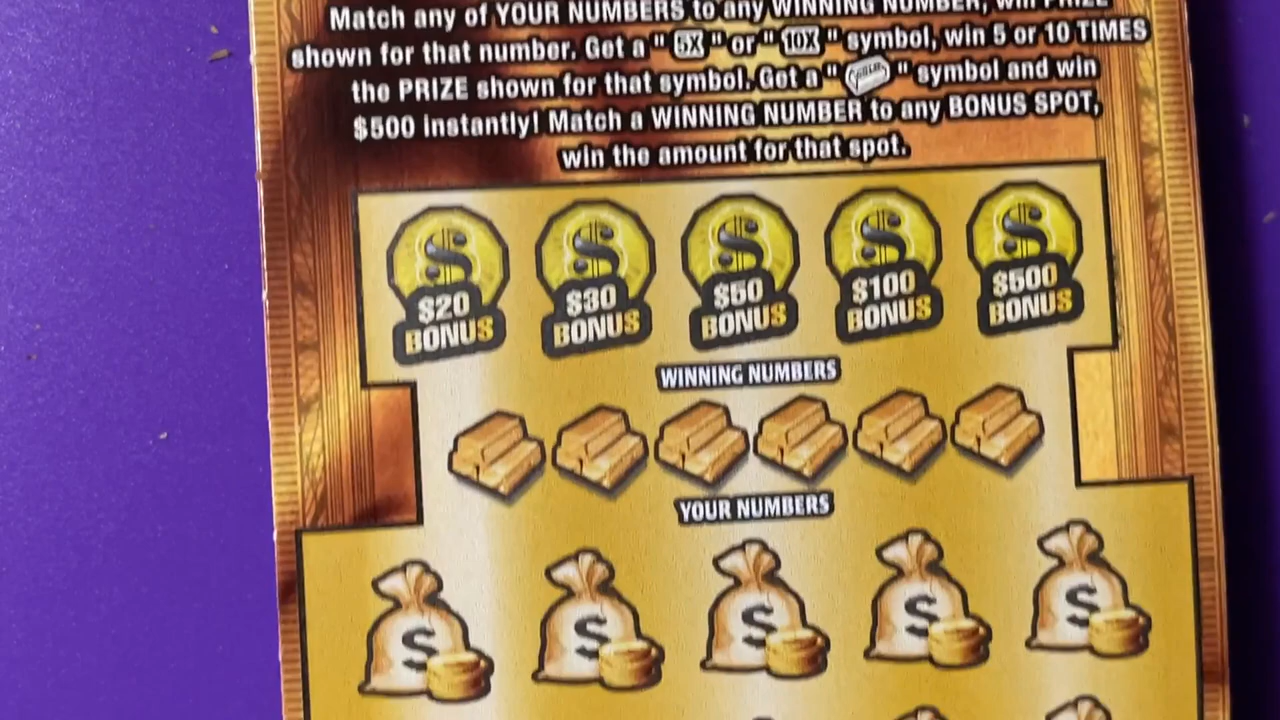 Match any of YOUR NUMBERS to any WINNING NUMBER, win PRIZE
shown for that number. Get a " 5X " or " 10X " symbol, win 5 or 10 TIMES
the PRIZE shown for that symbol. Get a " GOLD " symbol and win
$500 instantly! Match a WINNING NUMBER to any BONUS SPOT,
win the amount for that spot.
$ $ $ $ $
$20 $30 $50 $100 $500
BONUS BONUS BONUS BONUS BONUS
WINNING NUMBERS
YOUR NUMBERS
$ $ $ $ $